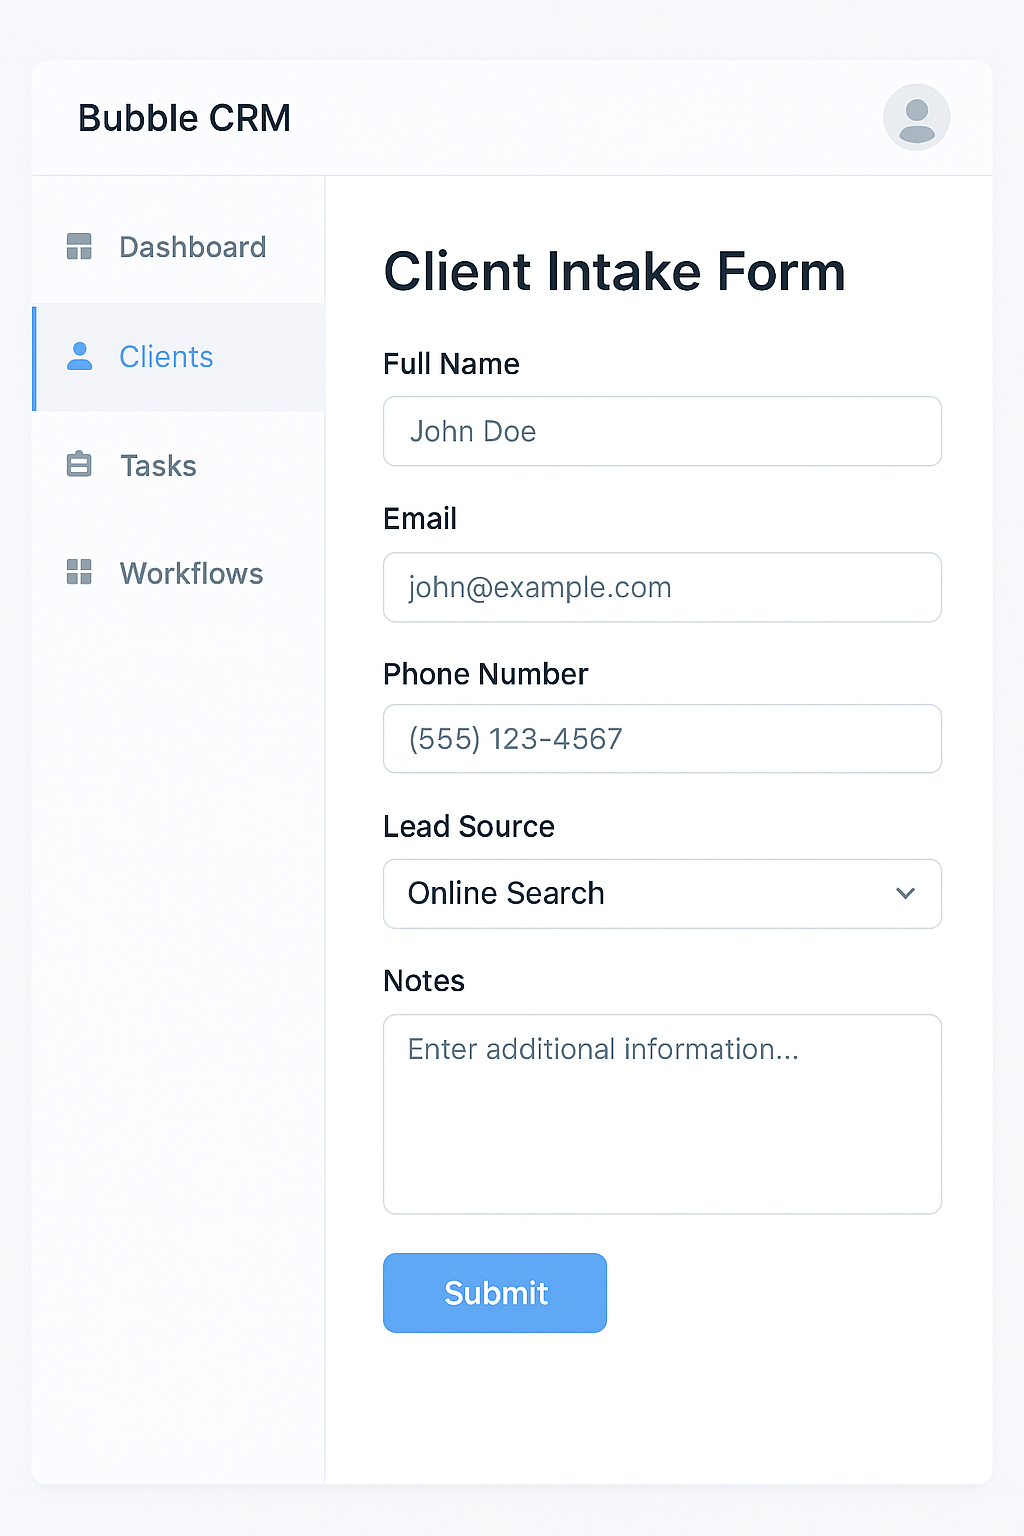 Bubble CRM
Dashboard
Clients
Tasks
Workflows
Client Intake Form
Full Name
John Doe
Email
john@example.com
Phone Number
(555) 123-4567
Lead Source
Online Search
Notes
Enter additional information...
Submit